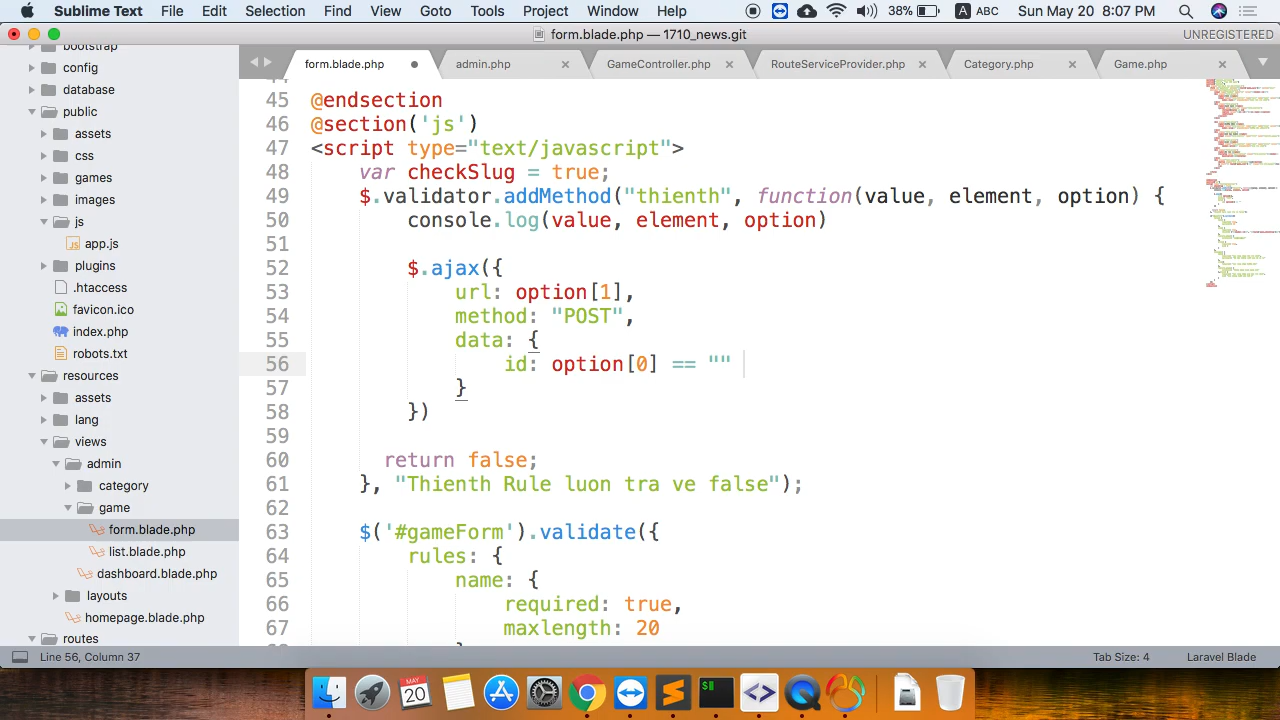 Sublime Text File Edit Selection Find View Goto Tools Project Window Help 38% A ABC Sun May 20 8:07 PM
form.blade.php — 1710_news.git UNREGISTERED
form.blade.php admin.php GameController.php RouteServiceProvider.php Category.php Game.php
bootstrap
config
database
public
assets
css
games
images
js
app.js
plugins
.htaccess
favicon.ico
index.php
robots.txt
resources
assets
lang
views
admin
category
game
form.blade.php
list.blade.php
dashboard.blade.php
layouts
homepage.blade.php
routes
45 @endsection
46 @section('js')
47 <script type="text/javascript">
48 var checkSlug = true;
49 $.validator.addMethod("thienth", function(value, element, option) {
50 console.log(value, element, option)
51
52 $.ajax({
53 url: option[1],
54 method: "POST",
55 data: {
56 id: option[0] == ""
57 }
58 })
59
60 return false;
61 }, "Thienth Rule luon tra ve false");
62
63 $('#gameForm').validate({
64 rules: {
65 name: {
66 required: true,
67 maxlength: 20
Line 56, Column 37 Tab Size: 4 Laravel Blade
MAY
20